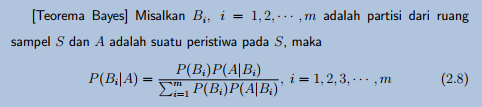 [Teorema Bayes] Misalkan B_i, i = 1, 2, ⋯ , m adalah partisi dari ruang
sampel S dan A adalah suatu peristiwa pada S, maka
P(B_i|A) = P(B_i)P(A|B_i) / ∑_{i=1}^{m} P(B_i)P(A|B_i), i = 1, 2, 3, ⋯ , m (2.8)